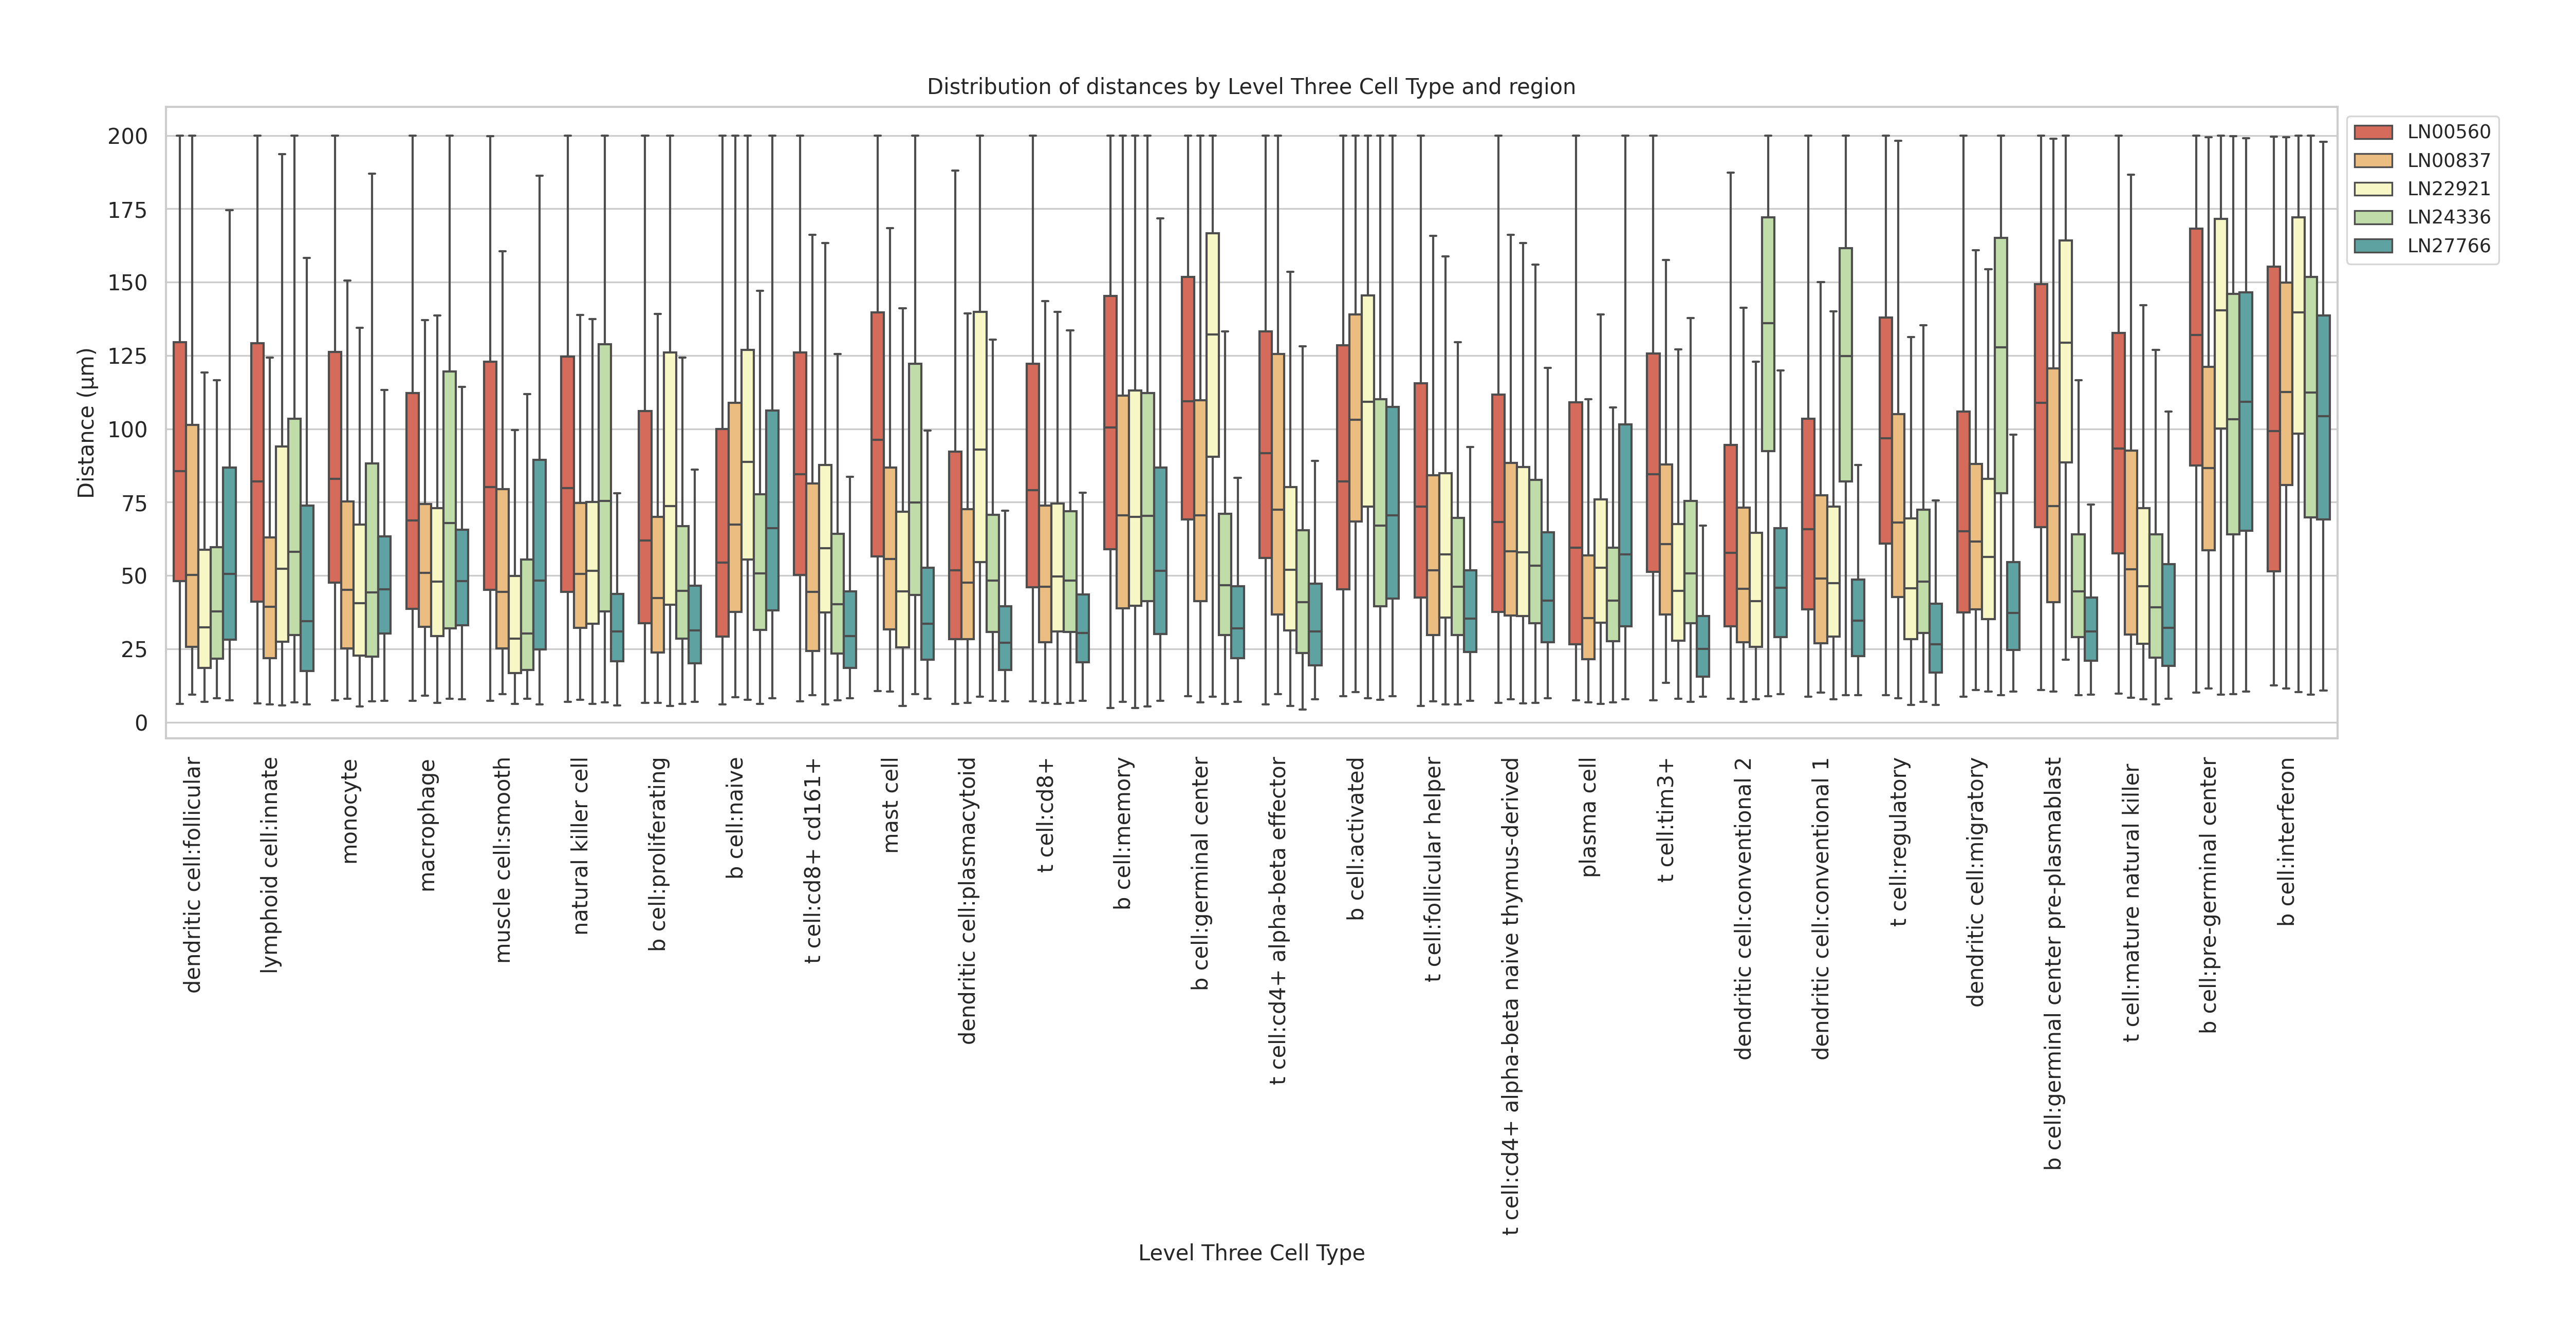 Distribution of distances by Level Three Cell Type and region
Distance (μm)
200
175
150
125
100
75
50
25
0
LN00560
LN00837
LN22921
LN24336
LN27766
dendritic cell:follicular
lymphoid cell:innate
monocyte
macrophage
muscle cell:smooth
natural killer cell
b cell:proliferating
b cell:naive
t cell:cd8+ cd161+
mast cell
dendritic cell:plasmacytoid
t cell:cd8+
b cell:memory
b cell:germinal center
t cell:cd4+ alpha-beta effector
b cell:activated
t cell:follicular helper
t cell:cd4+ alpha-beta naive thymus-derived
plasma cell
t cell:tim3+
dendritic cell:conventional 2
dendritic cell:conventional 1
t cell:regulatory
dendritic cell:migratory
b cell:germinal center pre-plasmablast
t cell:mature natural killer
b cell:pre-germinal center
b cell:interferon
Level Three Cell Type